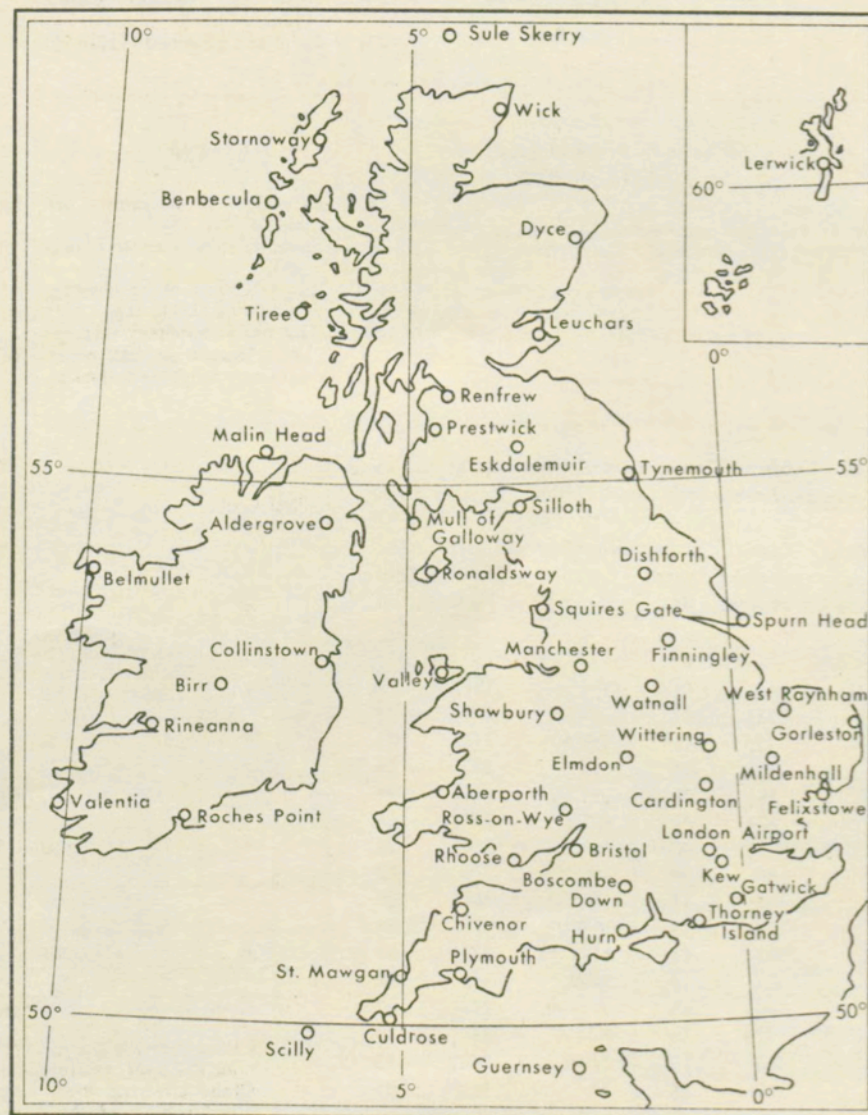 10°
5°
Sule Skerry
Wick
Stornoway
Lerwick
60°
Benbecula
Dyce
Tiree
Leuchars
0°
Renfrew
Prestwick
Malin Head
Eskdalemuir
55°
Tynemouth
55°
Aldergrove
Mull of
Galloway
Silloth
Dishforth
Belmullet
Ronaldsway
Squires Gate
Spurn Head
Collinstown
Manchester
Finningley
Birr
Valley
Watnall
West Raynham
Rineanna
Shawbury
Wittering
Gorleston
Elmdon
Mildenhall
Valentia
Aberporth
Cardington
Felixstowe
Roches Point
Ross-on-Wye
London Airport
Rhoose
Bristol
Kew
Boscombe
Down
Gatwick
Chivenor
Hurn
Thorney
Island
St. Mawgan
Plymouth
50°
50°
Scilly
Culdrose
Guernsey
10°
5°
0°